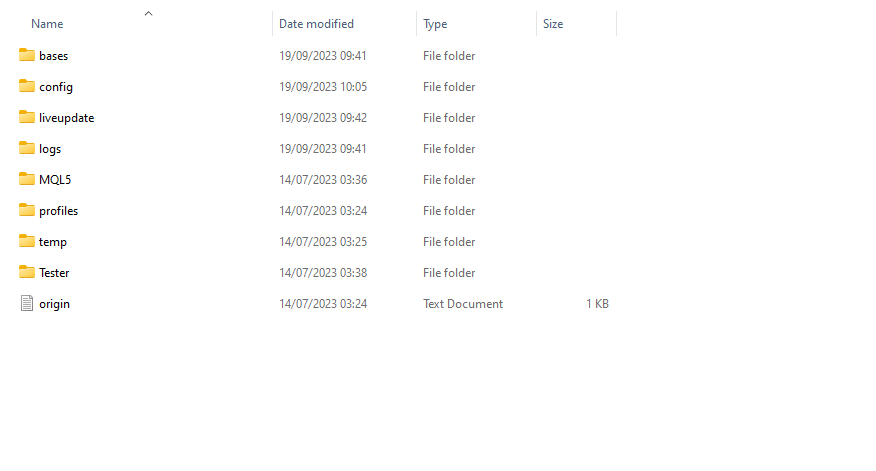 Name Date modified Type Size
bases 19/09/2023 09:41 File folder
config 19/09/2023 10:05 File folder
liveupdate 19/09/2023 09:42 File folder
logs 19/09/2023 09:41 File folder
MQL5 14/07/2023 03:36 File folder
profiles 14/07/2023 03:24 File folder
temp 14/07/2023 03:25 File folder
Tester 14/07/2023 03:38 File folder
origin 14/07/2023 03:24 Text Document 1 KB